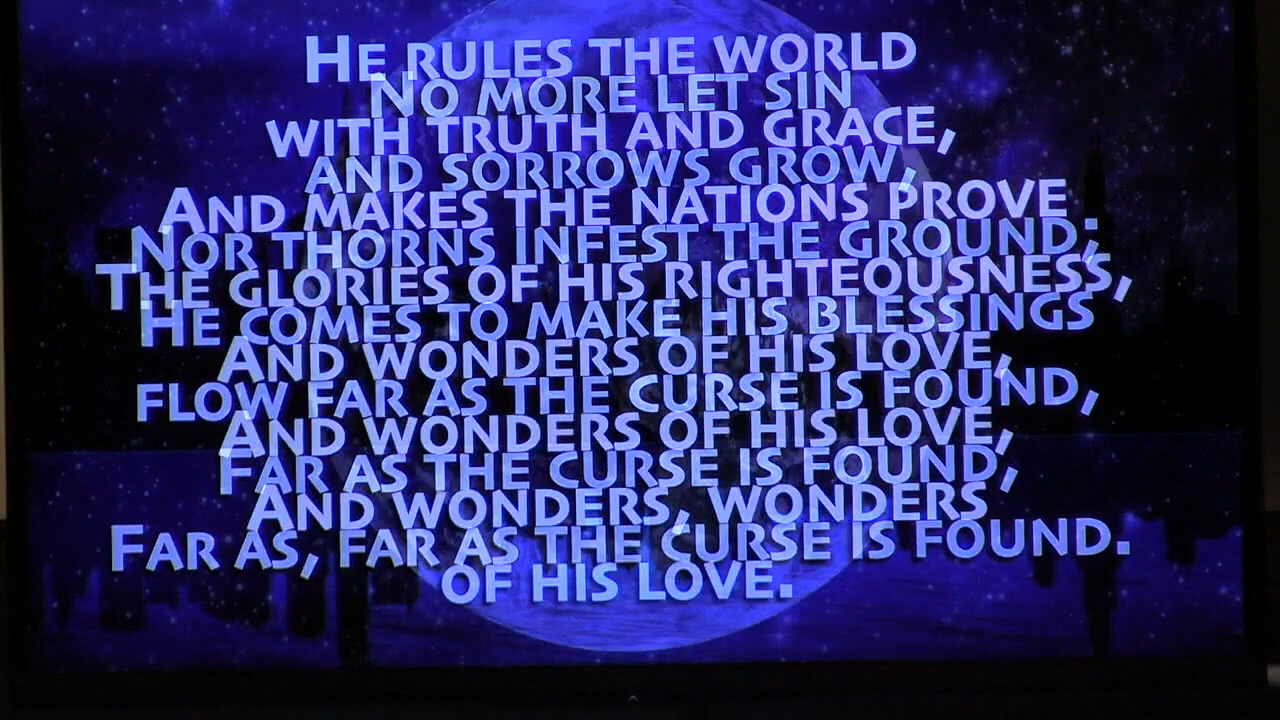 He rules the world
No more let sin
with truth and grace,
and sorrows grow,
And makes the nations prove
Nor thorns infest the ground;
The glories of His righteousness,
He comes to make His blessings
And wonders of His love,
flow far as the curse is found,
And wonders of His love,
Far as the curse is found,
And wonders, wonders
Far as, far as the curse is found.
of His love.